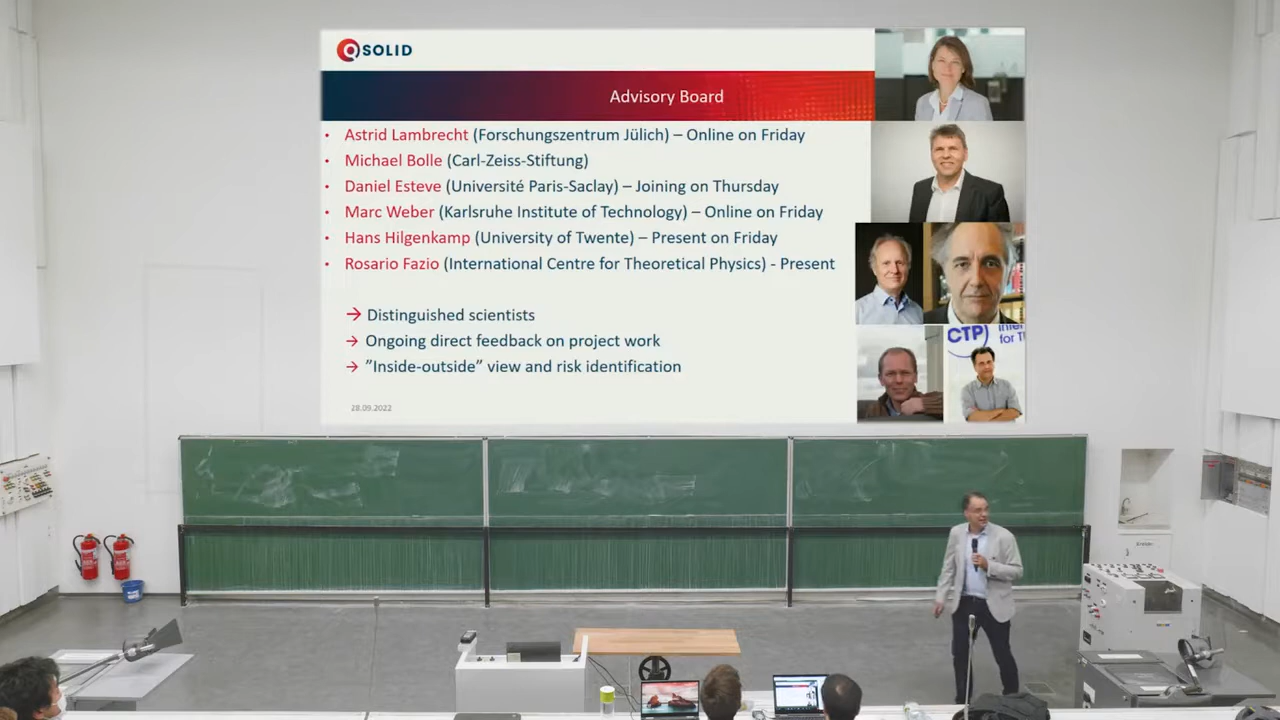 QSOLID
Advisory Board
• Astrid Lambrecht (Forschungszentrum Jülich) – Online on Friday
• Michael Bolle (Carl-Zeiss-Stiftung)
• Daniel Esteve (Université Paris-Saclay) – Joining on Thursday
• Marc Weber (Karlsruhe Institute of Technology) – Online on Friday
• Hans Hilgenkamp (University of Twente) – Present on Friday
• Rosario Fazio (International Centre for Theoretical Physics) - Present
→ Distinguished scientists
→ Ongoing direct feedback on project work
→ ”Inside-outside” view and risk identification
28.09.2022
CTP)
for T